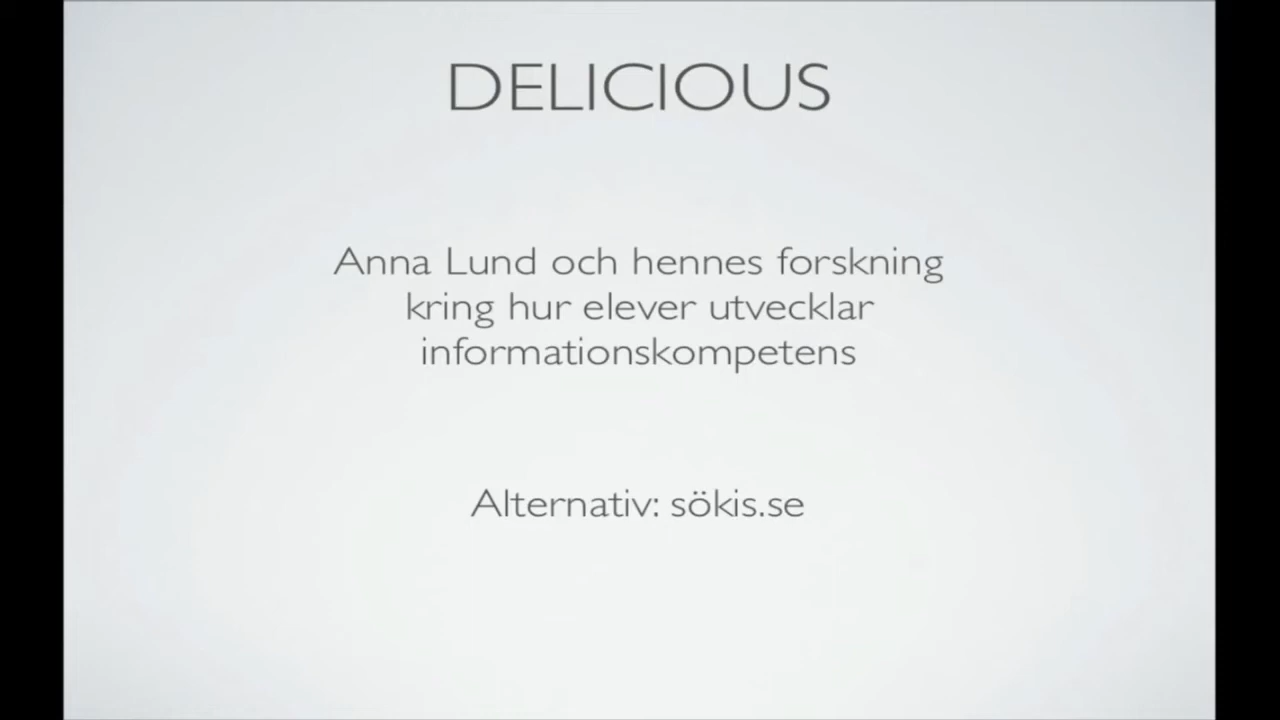 DELICIOUS
Anna Lund och hennes forskning
kring hur elever utvecklar
informationskompetens
Alternativ: sökis.se